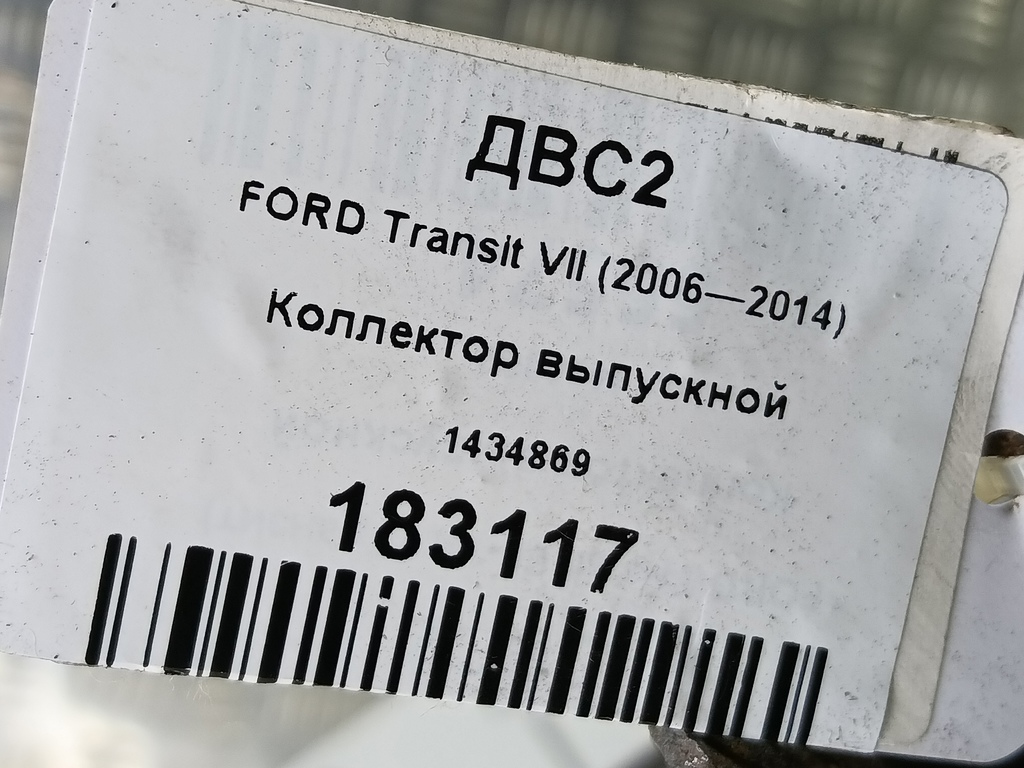 ДВС2
FORD Transit VII (2006—2014)
Коллектор выпускной
1434869
183117